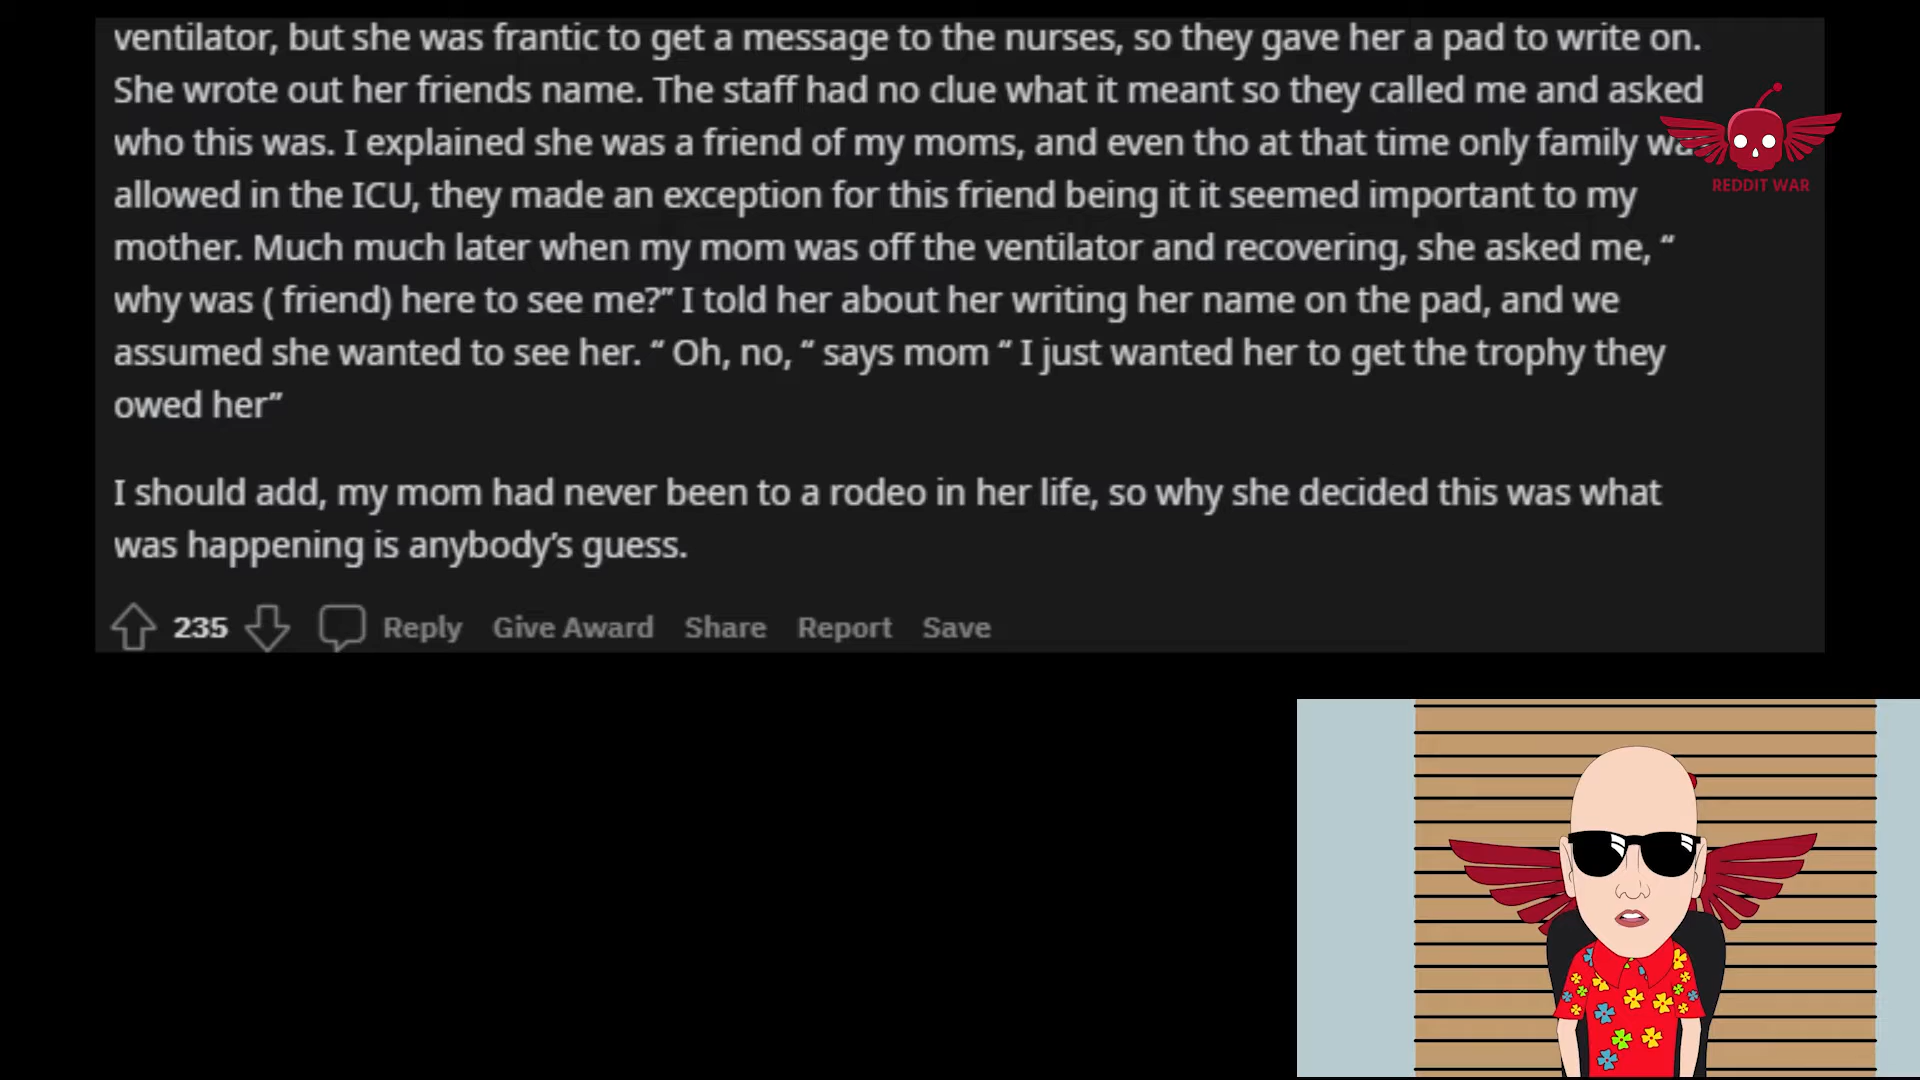 ventilator, but she was frantic to get a message to the nurses, so they gave her a pad to write on.
She wrote out her friends name. The staff had no clue what it meant so they called me and asked
who this was. I explained she was a friend of my moms, and even tho at that time only family wa
allowed in the ICU, they made an exception for this friend being it it seemed important to my
mother. Much much later when my mom was off the ventilator and recovering, she asked me, “
why was ( friend) here to see me?” I told her about her writing her name on the pad, and we
assumed she wanted to see her. “ Oh, no, “ says mom “ I just wanted her to get the trophy they
owed her”
I should add, my mom had never been to a rodeo in her life, so why she decided this was what
was happening is anybody’s guess.
235 Reply Give Award Share Report Save
REDDIT WAR